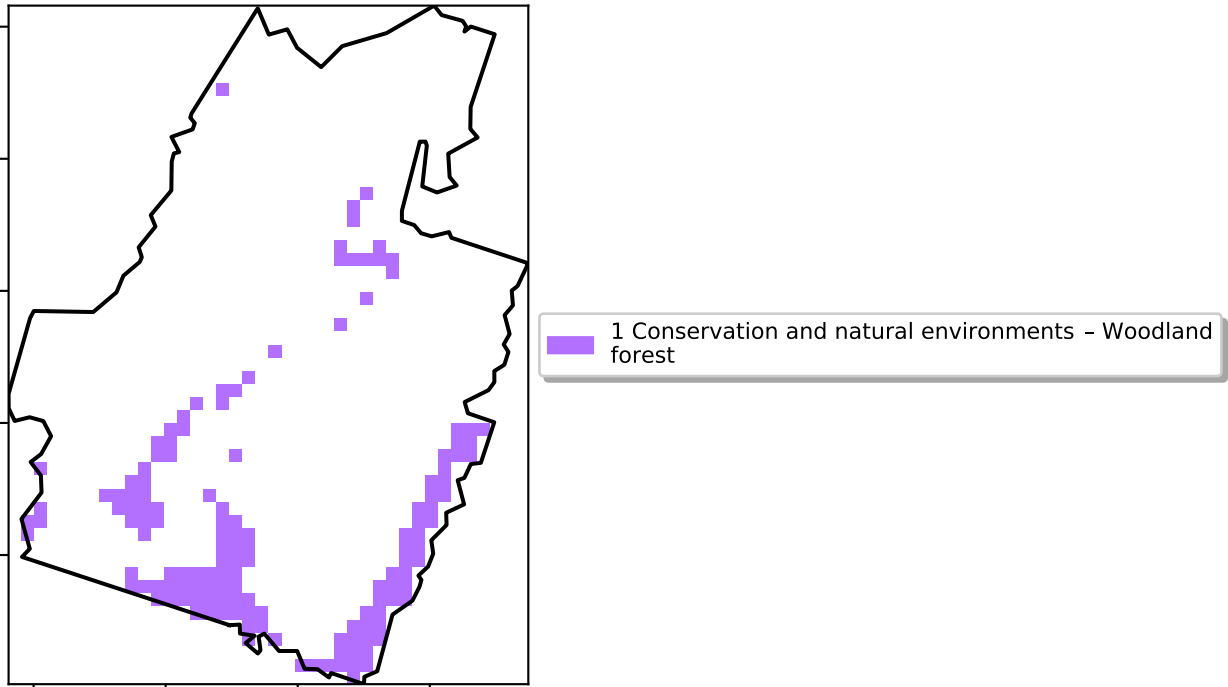 1 Conservation and natural environments – Woodland
forest